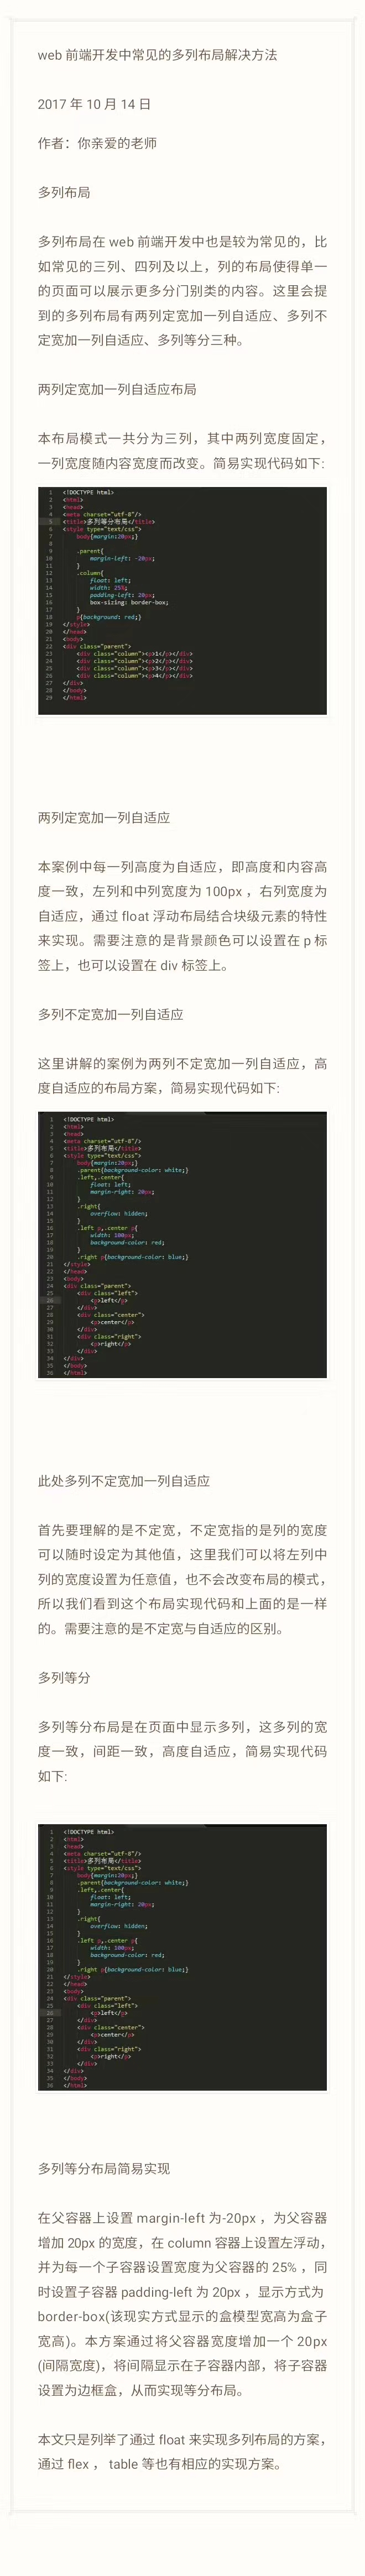 web 前端开发中常见的多列布局解决方法
2017 年 10 月 14 日
作者：你亲爱的老师
多列布局
多列布局在 web 前端开发中也是较为常见的，比
如常见的三列、四列及以上，列的布局使得单一
的页面可以展示更多分门别类的内容。这里会提
到的多列布局有两列定宽加一列自适应、多列不
定宽加一列自适应、多列等分三种。
两列定宽加一列自适应布局
本布局模式一共分为三列，其中两列宽度固定，
一列宽度随内容宽度而改变。简易实现代码如下:
1 <!DOCTYPE html>
2 <html>
3 <head>
4 <meta charset="utf-8"/>
5 <title>多列等分布局</title>
6 <style type="text/css">
7 body{margin:20px;}
8
9 .parent{
10 margin-left: -20px;
11 }
12 .column{
13 float: left;
14 width: 25%;
15 padding-left: 20px;
16 box-sizing: border-box;
17 }
18 p{background: red;}
19 </style>
20 </head>
21 <body>
22 <div class="parent">
23 <div class="column"><p>1</p></div>
24 <div class="column"><p>2</p></div>
25 <div class="column"><p>3</p></div>
26 <div class="column"><p>4</p></div>
27 </div>
28 </body>
29 </html>
两列定宽加一列自适应
本案例中每一列高度为自适应，即高度和内容高
度一致，左列和中列宽度为 100px ，右列宽度为
自适应，通过 float 浮动布局结合块级元素的特性
来实现。需要注意的是背景颜色可以设置在 p 标
签上，也可以设置在 div 标签上。
多列不定宽加一列自适应
这里讲解的案例为两列不定宽加一列自适应，高
度自适应的布局方案，简易实现代码如下:
1 <!DOCTYPE html>
2 <html>
3 <head>
4 <meta charset="utf-8"/>
5 <title>多列布局</title>
6 <style type="text/css">
7 body{margin:20px;}
8 .parent{background-color: white;}
9 .left,.center{
10 float: left;
11 margin-right: 20px;
12 }
13 .right{
14 overflow: hidden;
15 }
16 .left p,.center p{
17 width: 100px;
18 background-color: red;
19 }
20 .right p{background-color: blue;}
21 </style>
22 </head>
23 <body>
24 <div class="parent">
25 <div class="left">
26 <p>left</p>
27 </div>
28 <div class="center">
29 <p>center</p>
30 </div>
31 <div class="right">
32 <p>right</p>
33 </div>
34 </div>
35 </body>
36 </html>
此处多列不定宽加一列自适应
首先要理解的是不定宽，不定宽指的是列的宽度
可以随时设定为其他值，这里我们可以将左列中
列的宽度设置为任意值，也不会改变布局的模式，
所以我们看到这个布局实现代码和上面的是一样
的。需要注意的是不定宽与自适应的区别。
多列等分
多列等分布局是在页面中显示多列，这多列的宽
度一致，间距一致，高度自适应，简易实现代码
如下:
1 <!DOCTYPE html>
2 <html>
3 <head>
4 <meta charset="utf-8"/>
5 <title>多列布局</title>
6 <style type="text/css">
7 body{margin:20px;}
8 .parent{background-color: white;}
9 .left,.center{
10 float: left;
11 margin-right: 20px;
12 }
13 .right{
14 overflow: hidden;
15 }
16 .left p,.center p{
17 width: 100px;
18 background-color: red;
19 }
20 .right p{background-color: blue;}
21 </style>
22 </head>
23 <body>
24 <div class="parent">
25 <div class="left">
26 <p>left</p>
27 </div>
28 <div class="center">
29 <p>center</p>
30 </div>
31 <div class="right">
32 <p>right</p>
33 </div>
34 </div>
35 </body>
36 </html>
多列等分布局简易实现
在父容器上设置 margin-left 为-20px ，为父容器
增加 20px 的宽度，在 column 容器上设置左浮动，
并为每一个子容器设置宽度为父容器的 25% ，同
时设置子容器 padding-left 为 20px ，显示方式为
border-box(该现实方式显示的盒模型宽高为盒子
宽高)。本方案通过将父容器宽度增加一个 20px
(间隔宽度)，将间隔显示在子容器内部，将子容器
设置为边框盒，从而实现等分布局。
本文只是列举了通过 float 来实现多列布局的方案，
通过 flex ， table 等也有相应的实现方案。